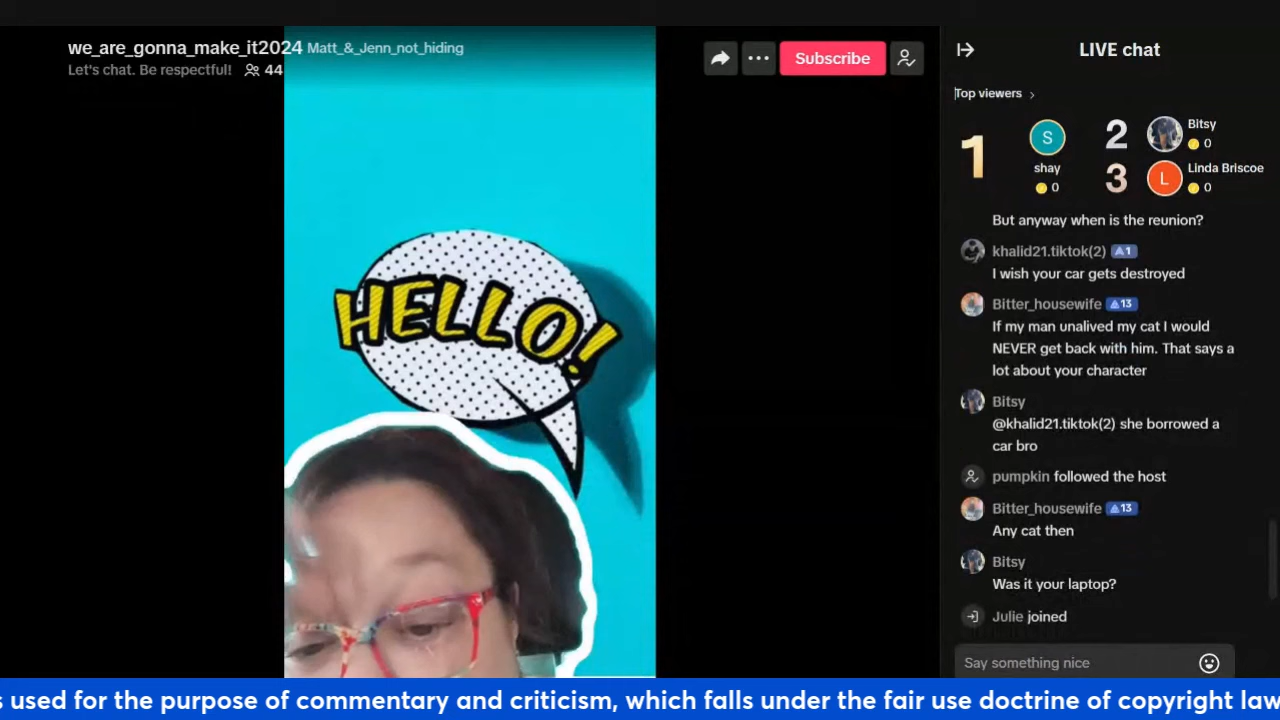 we_are_gonna_make_it2024 Matt_&_Jenn_not_hiding
Let's chat. Be respectful! 44
Subscribe
HELLO!
LIVE chat
Top viewers
1
S
shay
0
2
Bitsy
0
3
L
Linda Briscoe
0
But anyway when is the reunion?
khalid21.tiktok(2) 1
I wish your car gets destroyed
Bitter_housewife 13
If my man unalived my cat I would
NEVER get back with him. That says a
lot about your character
Bitsy
@khalid21.tiktok(2) she borrowed a
car bro
pumpkin followed the host
Bitter_housewife 13
Any cat then
Bitsy
Was it your laptop?
Julie joined
Say something nice
s used for the purpose of commentary and criticism, which falls under the fair use doctrine of copyright law